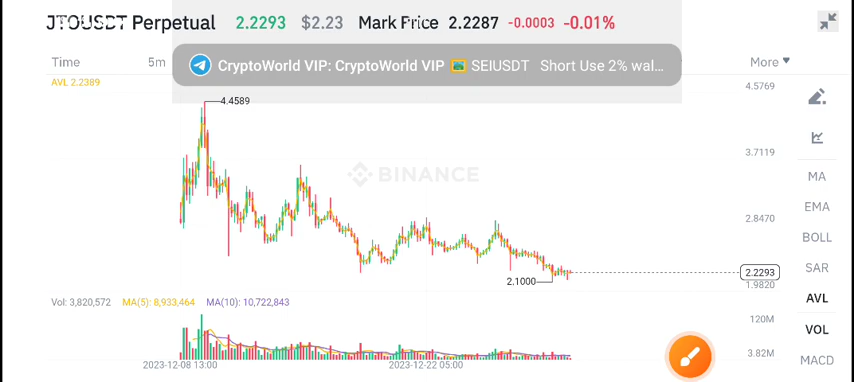 JTOUSDT Perpetual 2.2293 $2.23 Mark Price 2.2287 -0.0003 -0.01%
CryptoWorld VIP: CryptoWorld VIP 🖼️ SEIUSDT Short Use 2% wal...
Time 5m More
AVL 2.2389
4.5769
4.4589
3.7119
BINANCE
2.8470
2.2293
2.1000
1.9820
Vol: 3,820,572 MA(5): 8,933,464 MA(10): 10,722,843
120M
3.82M
2023-12-08 13:00 2023-12-22 05:00
MA
EMA
BOLL
SAR
AVL
VOL
MACD